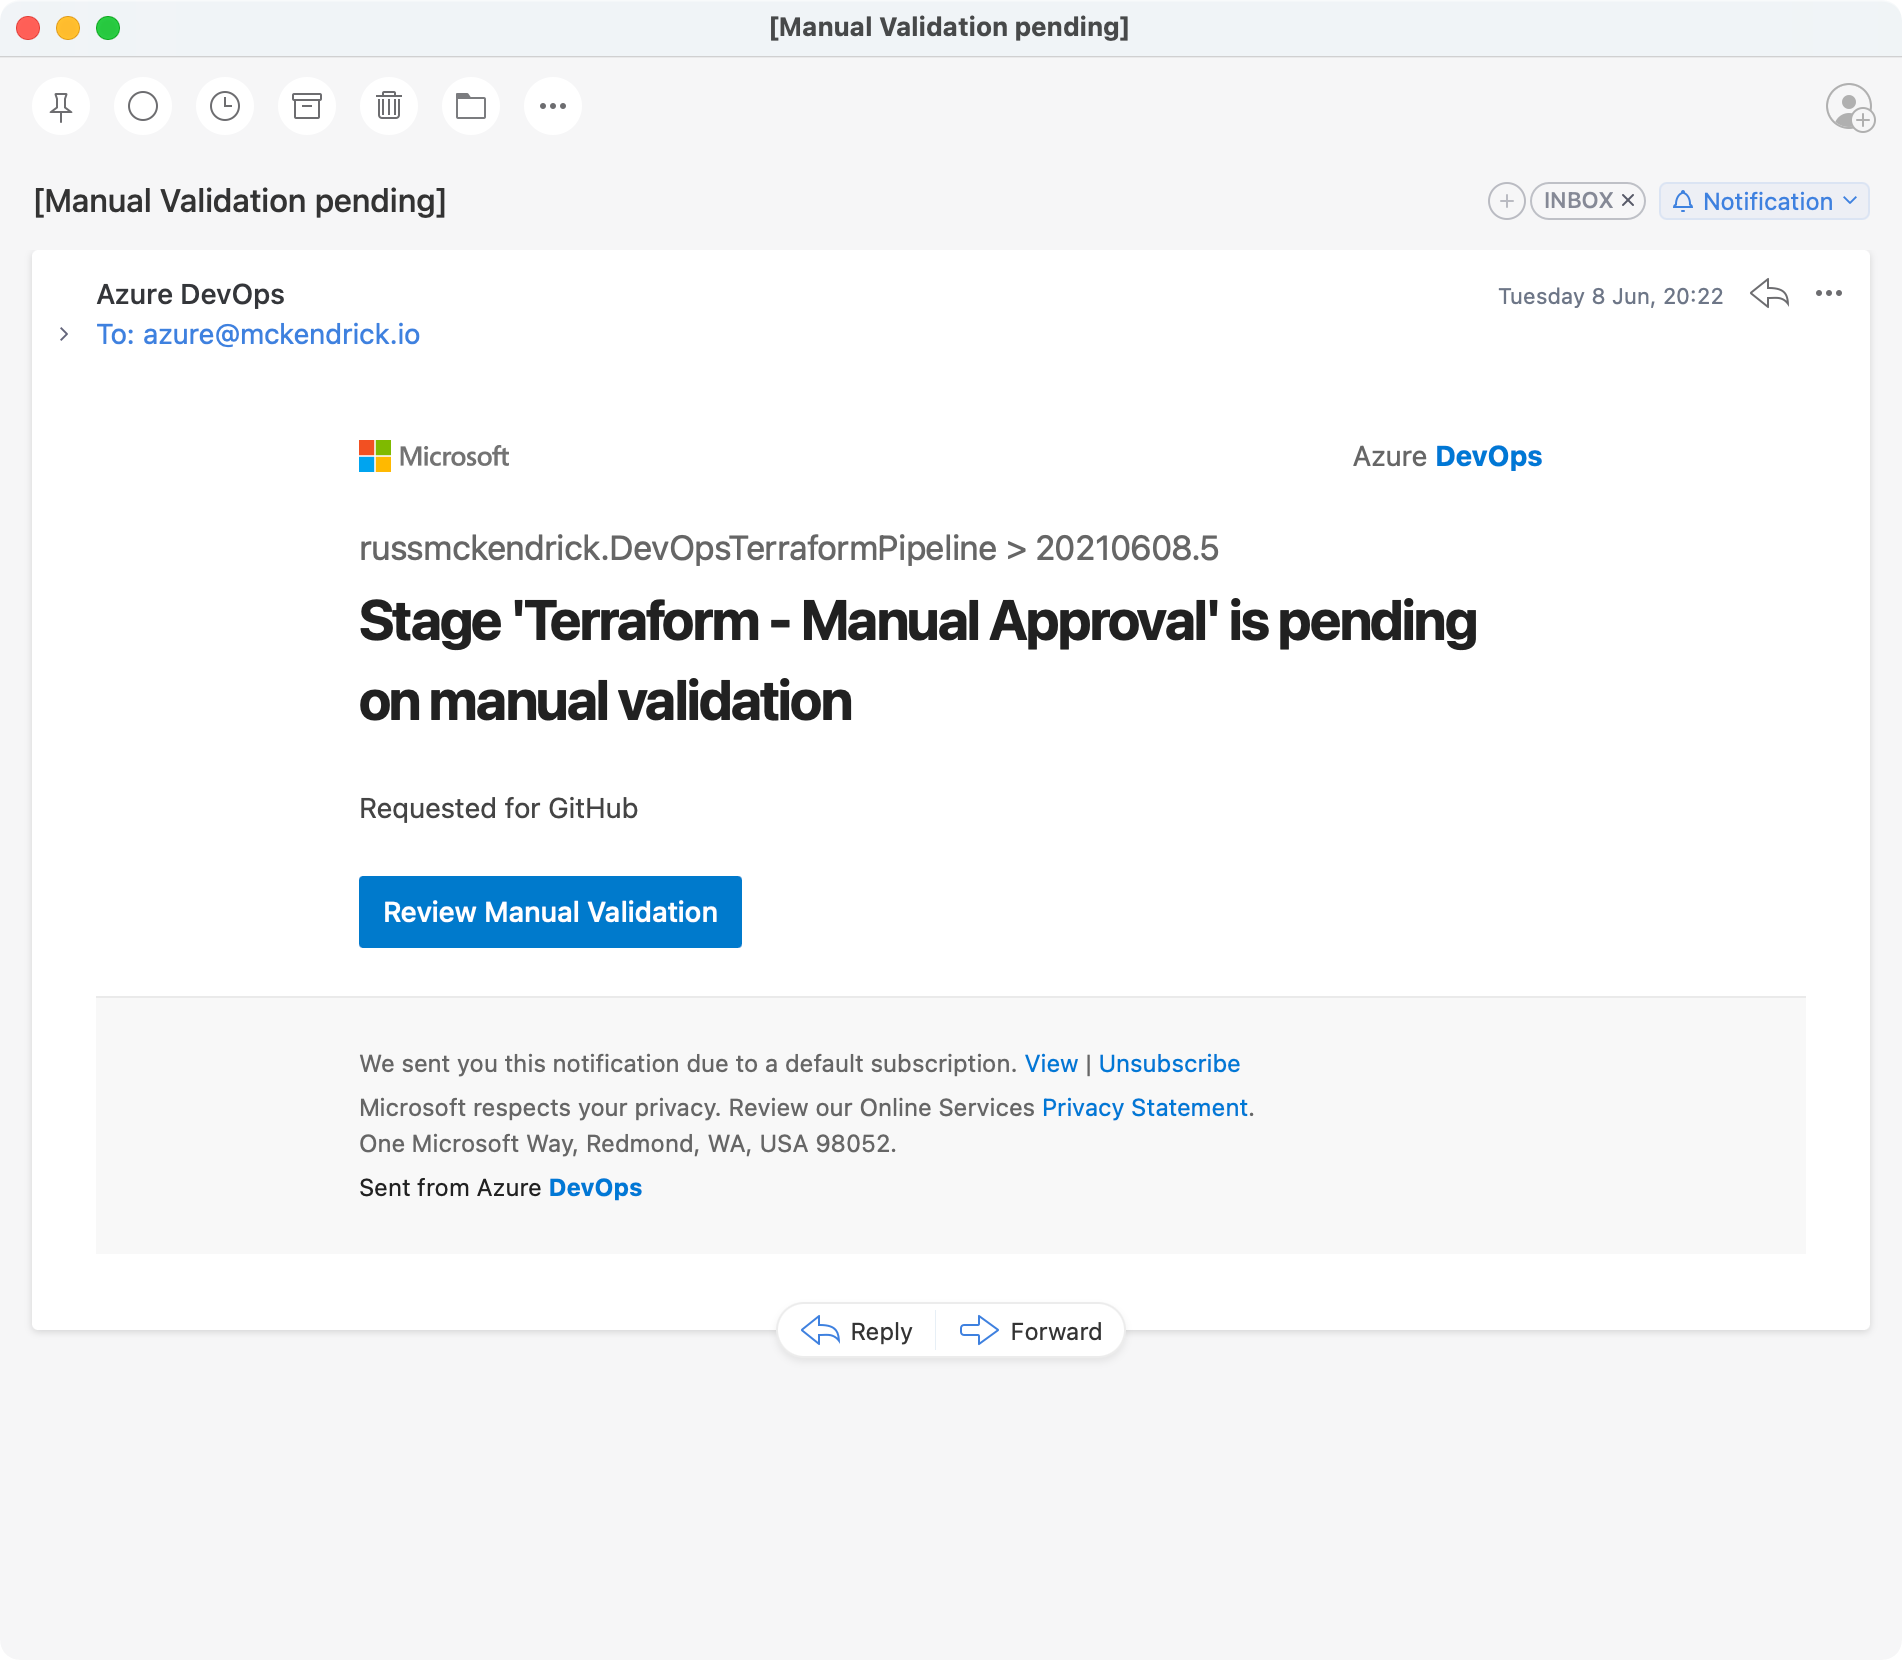 [Manual Validation pending]
[Manual Validation pending]
INBOX
Notification
Azure DevOps
Tuesday 8 Jun, 20:22
To: azure@mckendrick.io
Microsoft
Azure DevOps
russmckendrick.DevOpsTerraformPipeline > 20210608.5
Stage 'Terraform - Manual Approval' is pending
on manual validation
Requested for GitHub
Review Manual Validation
We sent you this notification due to a default subscription. View | Unsubscribe
Microsoft respects your privacy. Review our Online Services Privacy Statement.
One Microsoft Way, Redmond, WA, USA 98052.
Sent from Azure DevOps
Reply
Forward